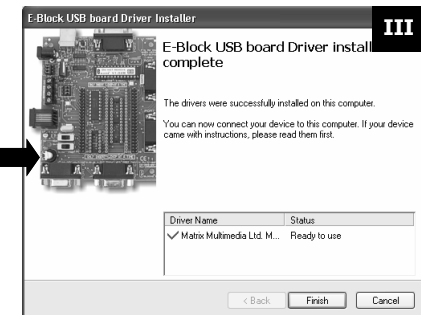 E-Block USB board Driver Installer
III
E-Block USB board Driver install
complete
The drivers were successfully installed on this computer.
You can now connect your device to this computer. If your device
came with instructions, please read them first.
Driver Name Status
Matrix Multimedia Ltd. M... Ready to use
< Back Finish Cancel